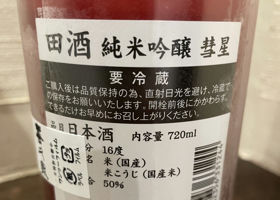 田酒 純米吟醸 彗星
要冷蔵
ご購入後は品質保持の為、直射日光を避け、冷蔵で
の保存をお願いいたします。開栓前後にかかわらず、
できるだけお早めにお召し上がりください。
品目 日本酒 内容量 720ml
16度
米(国産)
米こうじ(国産米)
50%